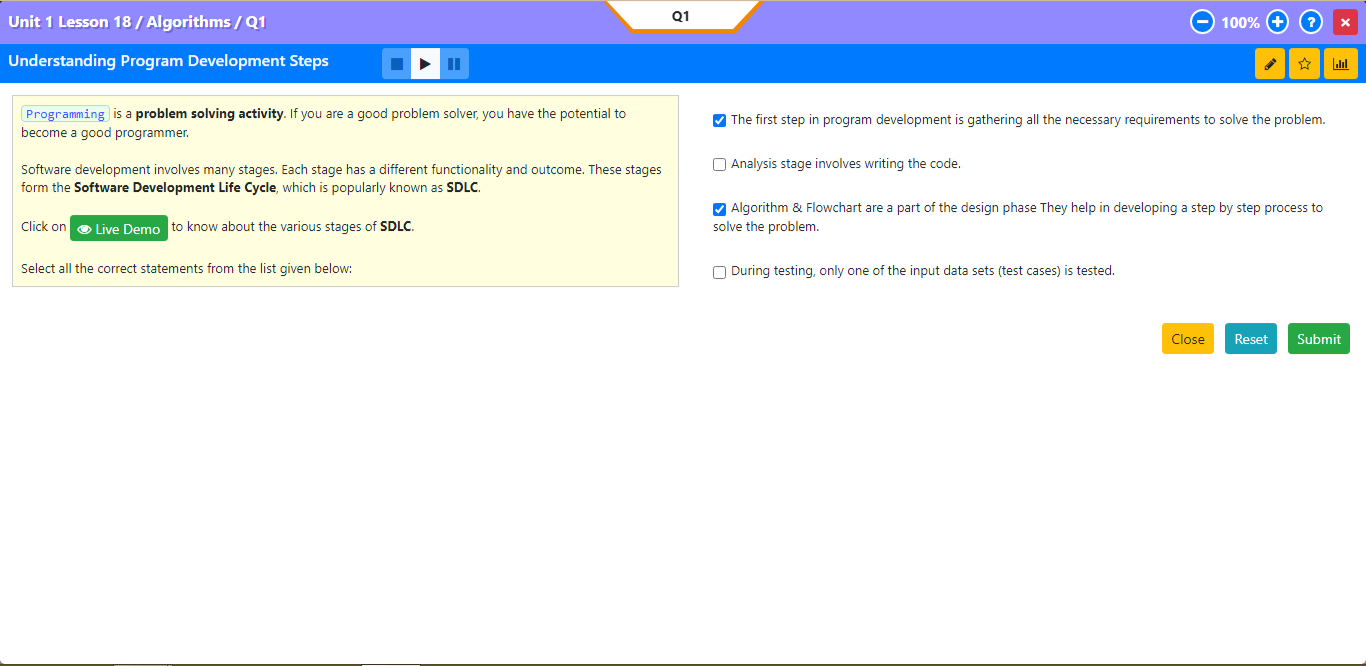 Unit 1 Lesson 18 / Algorithms / Q1
Q1
100%
Understanding Program Development Steps
Programming is a problem solving activity. If you are a good problem solver, you have the potential to
become a good programmer.
Software development involves many stages. Each stage has a different functionality and outcome. These stages
form the Software Development Life Cycle, which is popularly known as SDLC.
Click on Live Demo to know about the various stages of SDLC.
Select all the correct statements from the list given below:
The first step in program development is gathering all the necessary requirements to solve the problem.
Analysis stage involves writing the code.
Algorithm & Flowchart are a part of the design phase They help in developing a step by step process to
solve the problem.
During testing, only one of the input data sets (test cases) is tested.
Close Reset Submit